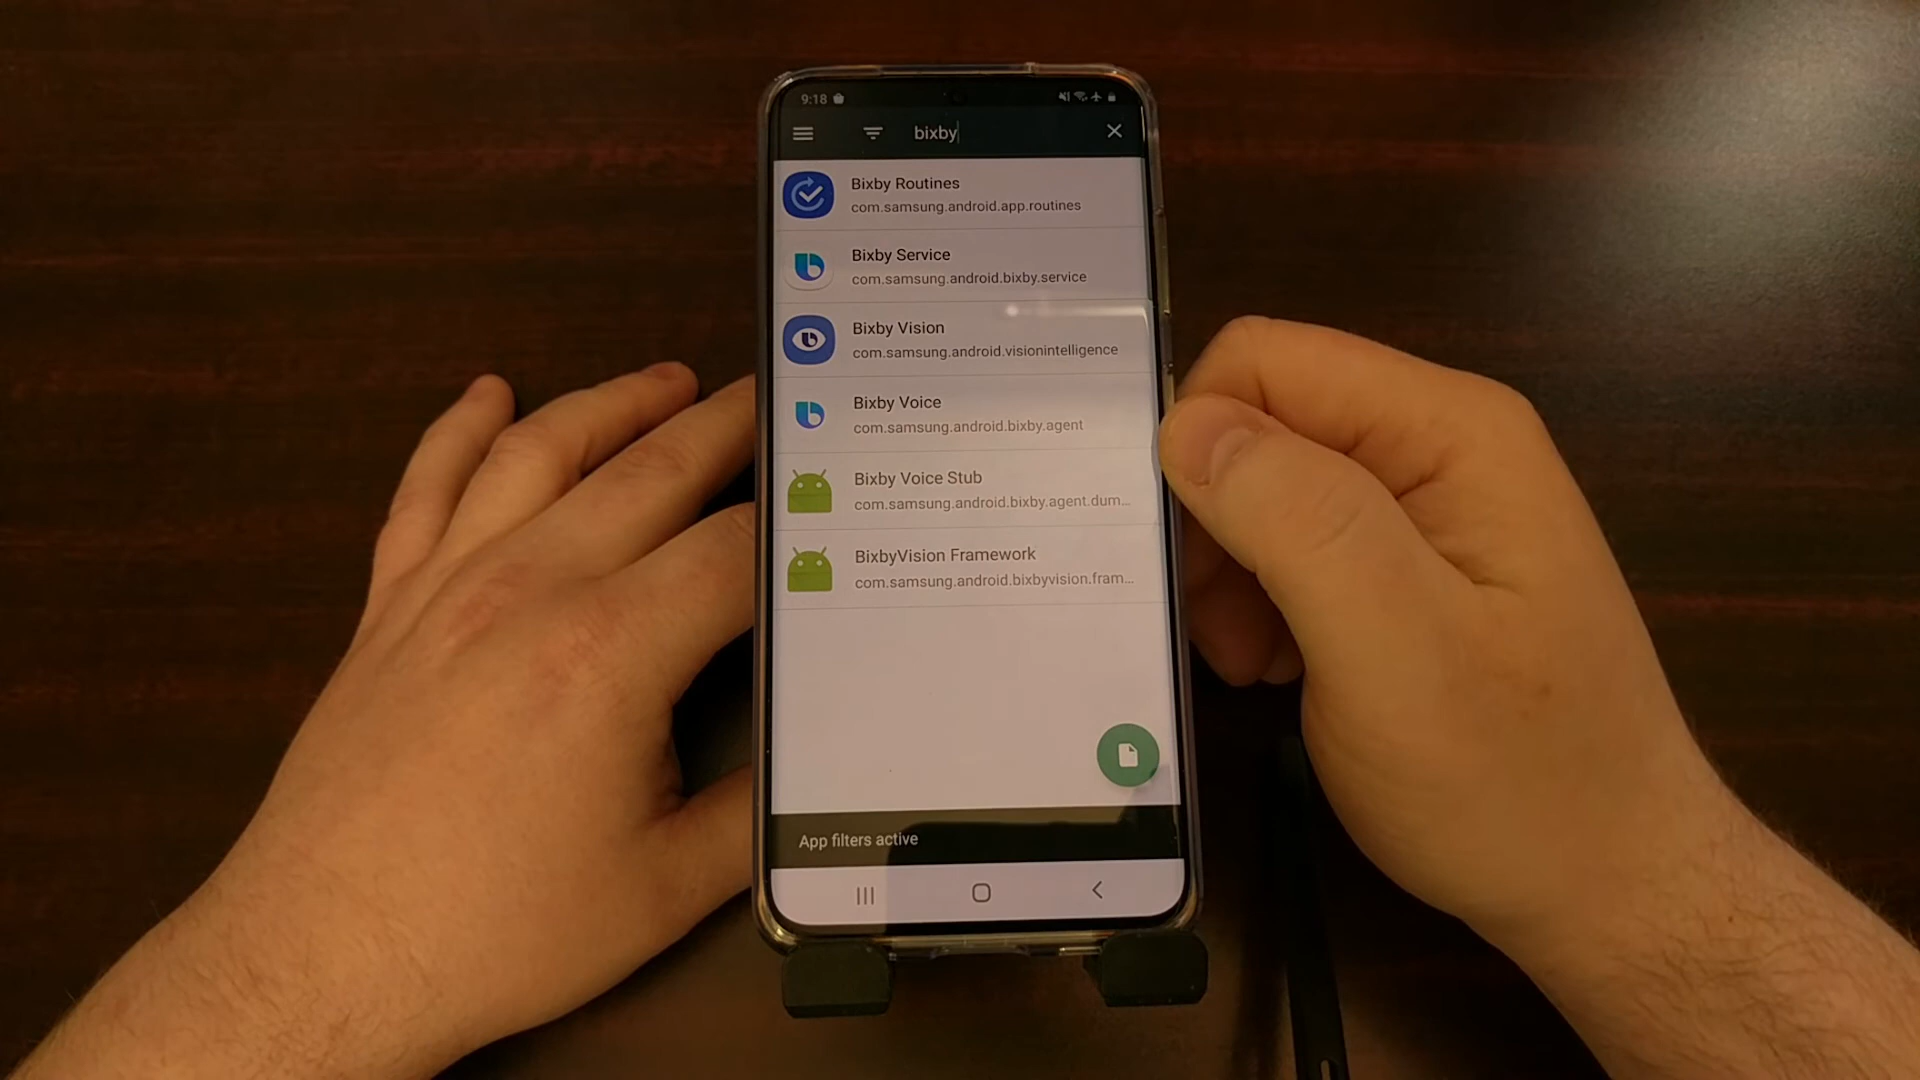 9:18
bixby
Bixby Routines
com.samsung.android.app.routines
Bixby Service
com.samsung.android.bixby.service
Bixby Vision
com.samsung.android.visionintelligence
Bixby Voice
com.samsung.android.bixby.agent
Bixby Voice Stub
com.samsung.android.bixby.agent.dum...
BixbyVision Framework
com.samsung.android.bixbyvision.fram...
App filters active